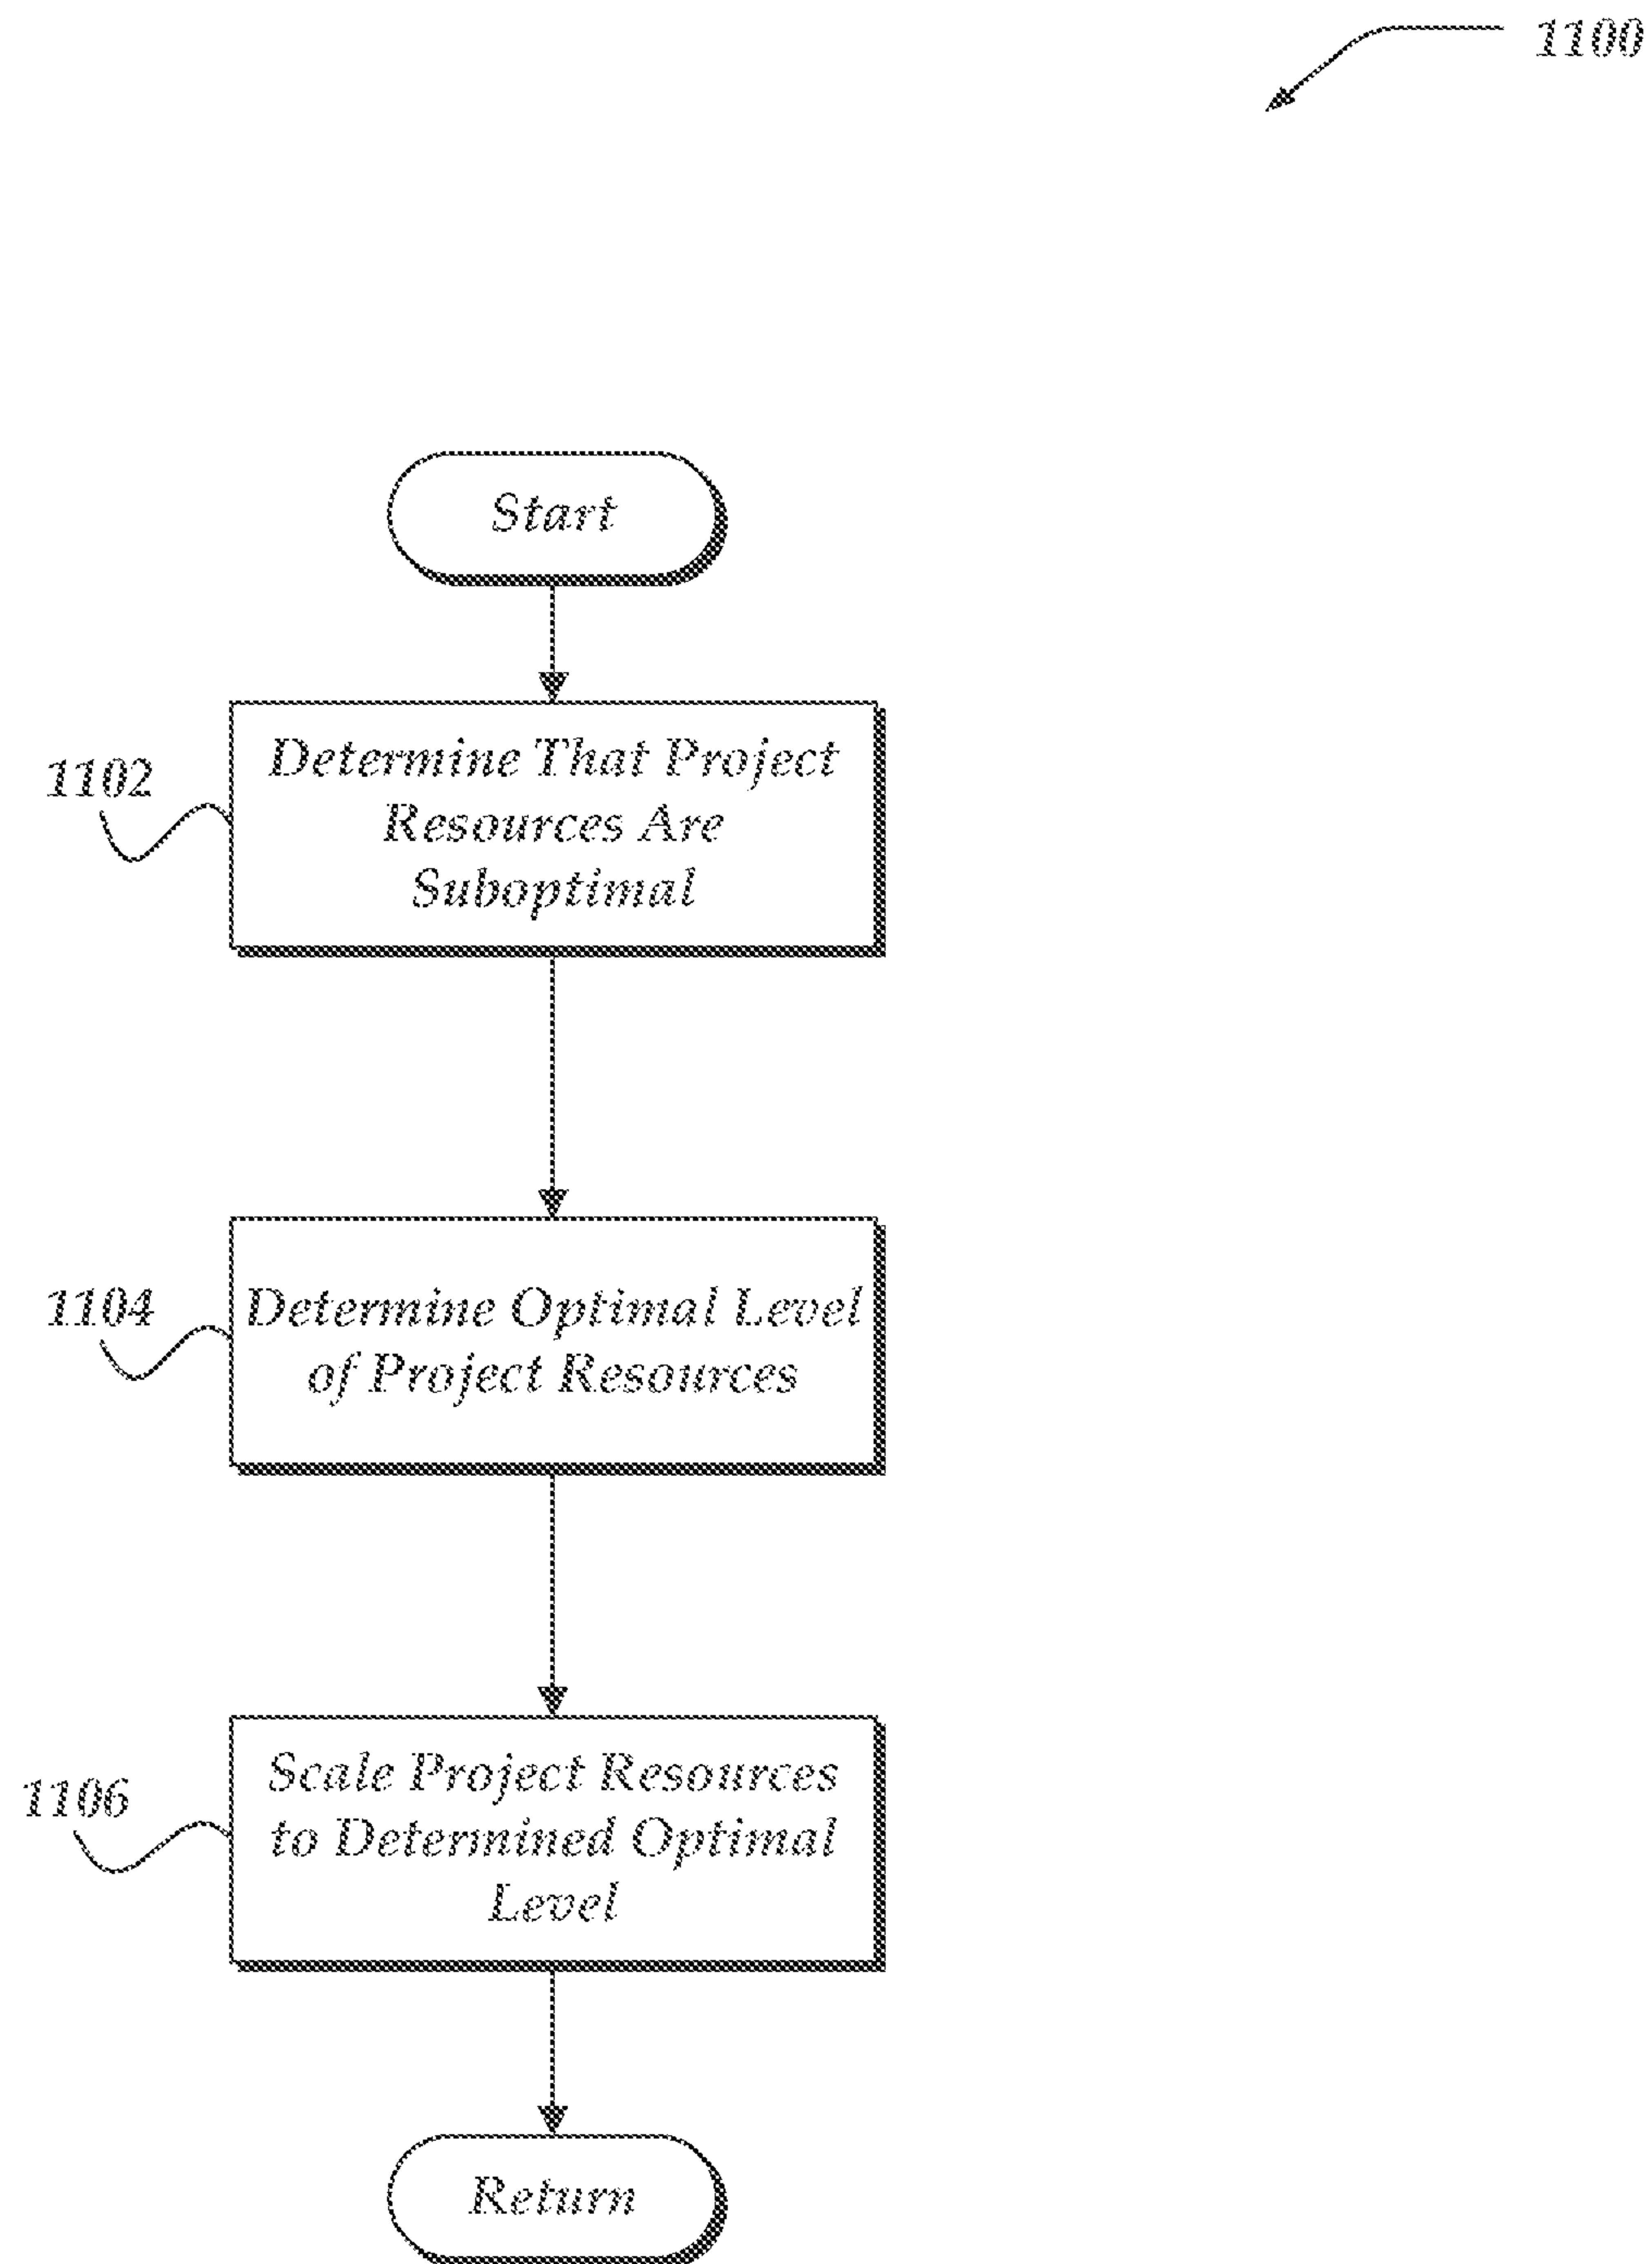 1100
Start
1102
Determine That Project
Resources Are
Suboptimal
1104
Determine Optimal Level
of Project Resources
1106
Scale Project Resources
to Determined Optimal
Level
Return